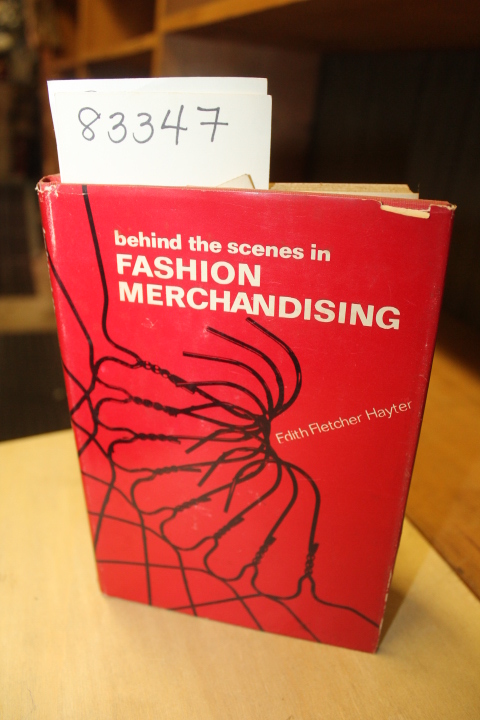 83347
behind the scenes in
FASHION
MERCHANDISING
Edith Fletcher Hayter